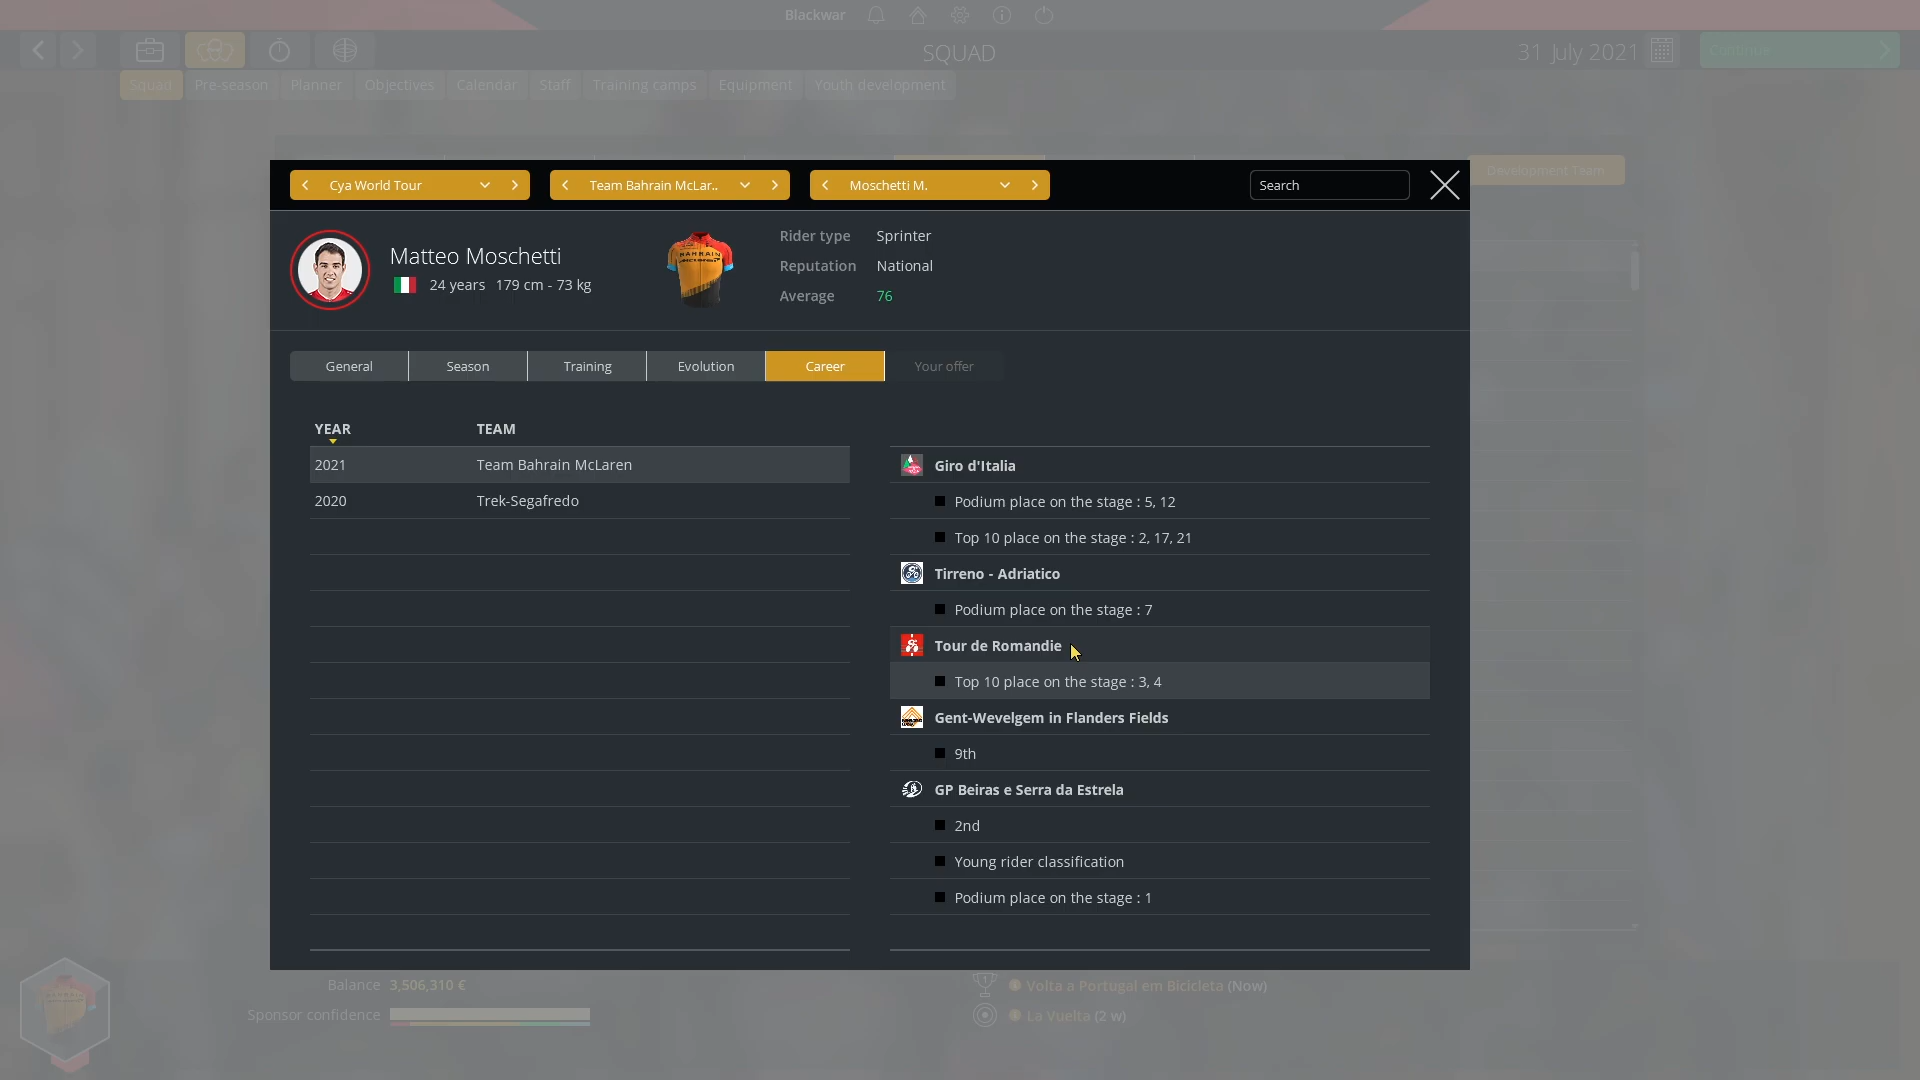 Blackwar
SQUAD
31 July 2021
Continue
Squad
Pre-season
Planner
Objectives
Calendar
Staff
Training camps
Equipment
Youth development
Development Team
Cya World Tour
Team Bahrain McLar..
Moschetti M.
Search
Matteo Moschetti
24 years 179 cm - 73 kg
BAHRAIN
Rider type Sprinter
Reputation National
Average 76
General
Season
Training
Evolution
Career
Your offer
YEAR TEAM
2021 Team Bahrain McLaren
2020 Trek-Segafredo
Giro d'Italia
Podium place on the stage : 5, 12
Top 10 place on the stage : 2, 17, 21
Tirreno - Adriatico
Podium place on the stage : 7
Tour de Romandie
Top 10 place on the stage : 3, 4
Gent-Wevelgem in Flanders Fields
9th
GP Beiras e Serra da Estrela
2nd
Young rider classification
Podium place on the stage : 1
Balance 3,506,310 €
Sponsor confidence
Volta a Portugal em Bicicleta (Now)
La Vuelta (2 w)